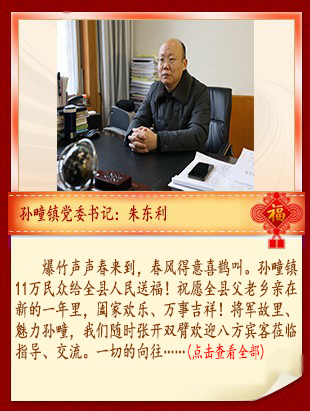 孙疃镇党委书记：朱东利
福
爆竹声声春来到，春风得意喜鹊叫。孙疃镇
11万民众给全县人民送福！祝愿全县父老乡亲在
新的一年里，阖家欢乐、万事吉祥！将军故里、
魅力孙疃，我们随时张开双臂欢迎八方宾客莅临
指导、交流。一切的向往……(点击查看全部)